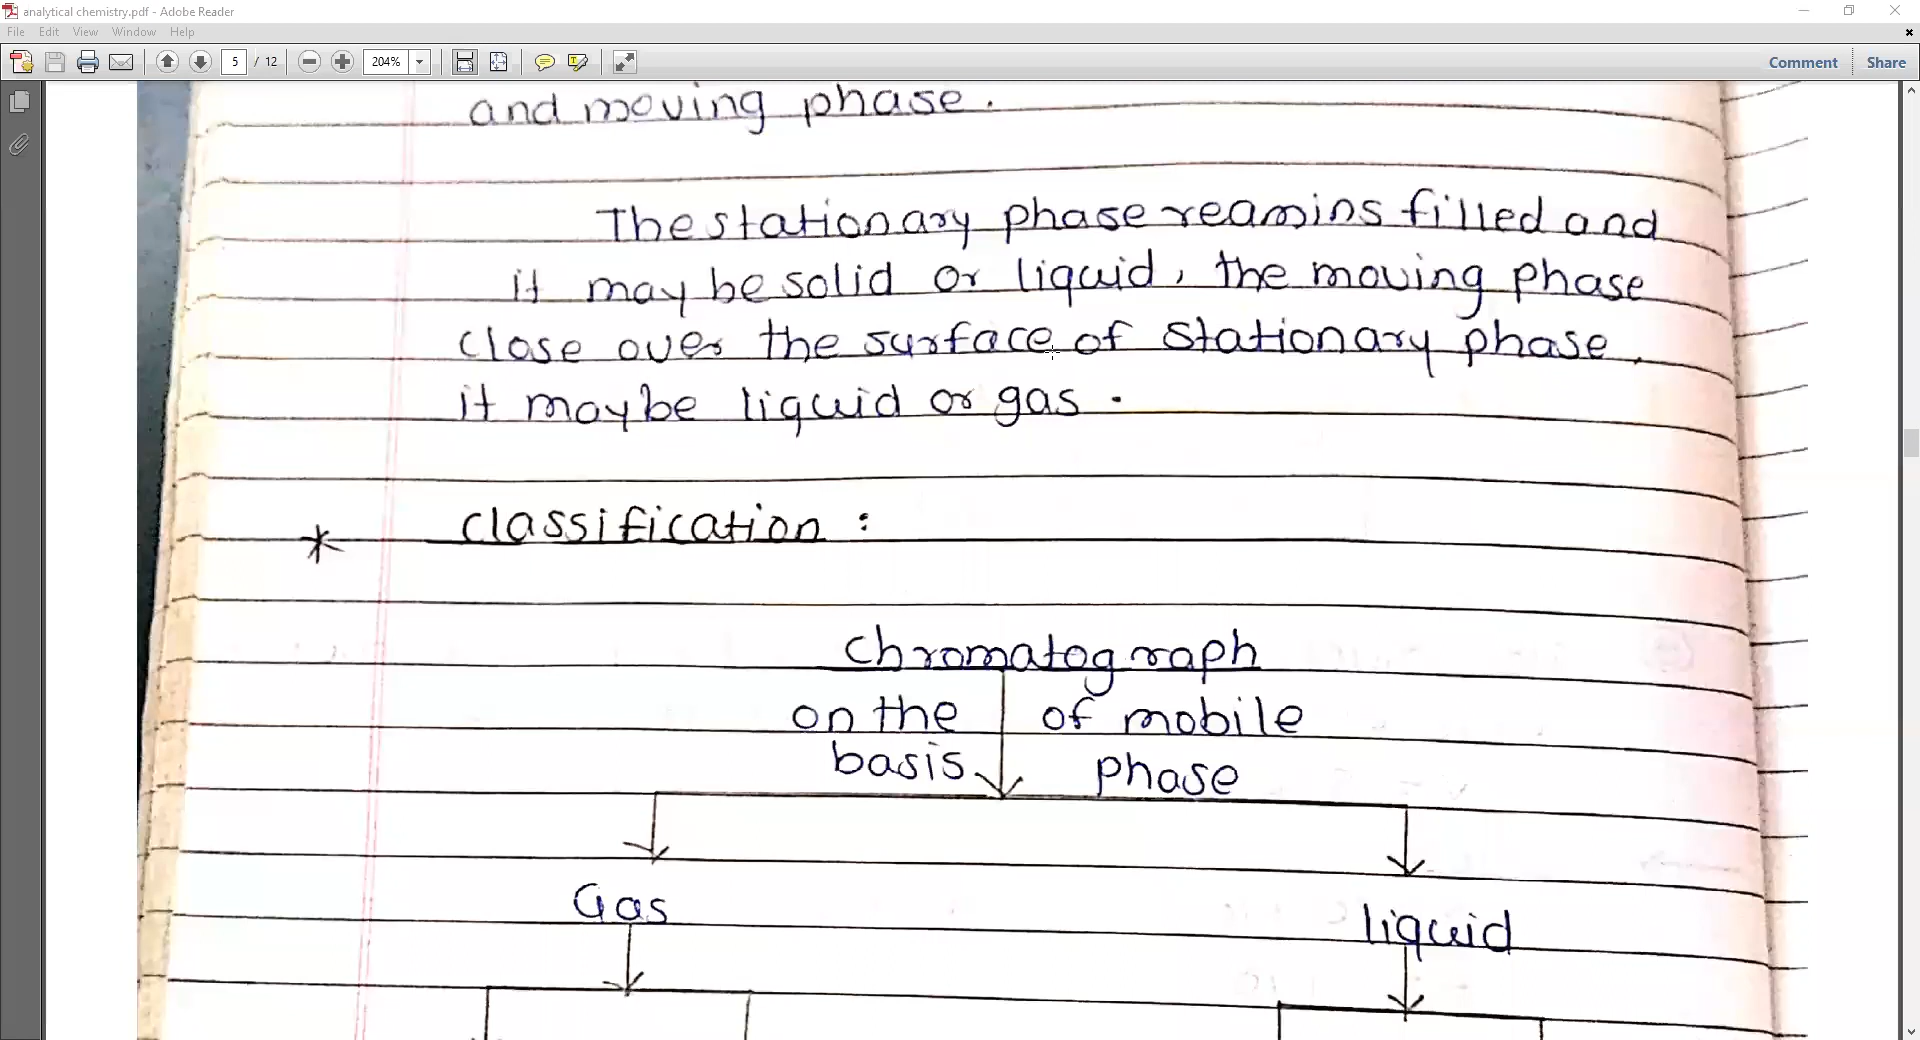 analytical chemistry.pdf - Adobe Reader
File Edit View Window Help
5 / 12 204% Comment Share
and moving phase.
The stationary phase reamins filled and
it may be solid or liquid, the moving phase
close over the surface of stationary phase,
it maybe liquid or gas.
* classification :
chromatograph
on the of mobile
basis phase
Gas
liquid